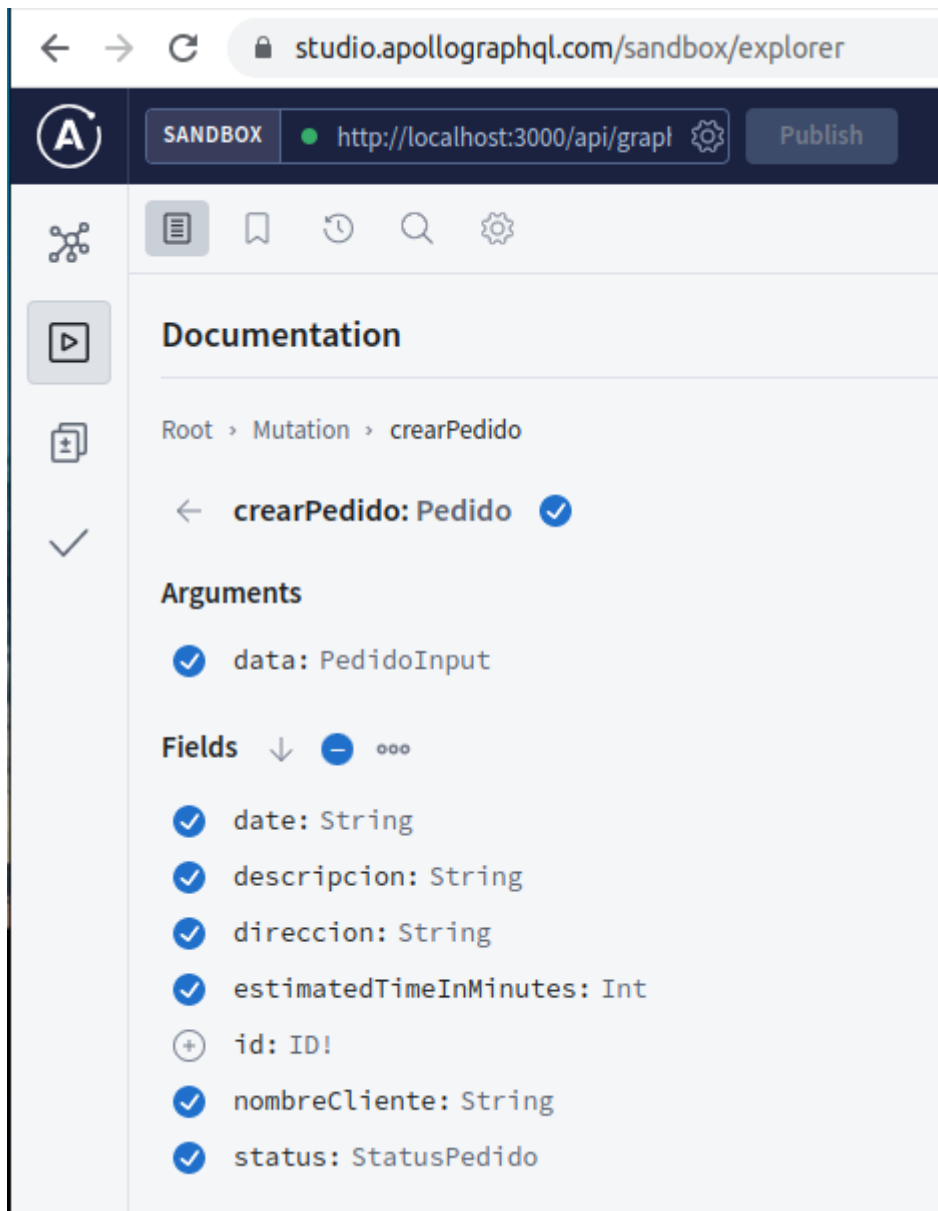 studio.apollographql.com/sandbox/explorer
A SANDBOX http://localhost:3000/api/grap Publish
Documentation
Root › Mutation › crearPedido
crearPedido: Pedido
Arguments
data: PedidoInput
Fields
date: String
descripcion: String
direccion: String
estimatedTimeInMinutes: Int
id: ID!
nombreCliente: String
status: StatusPedido